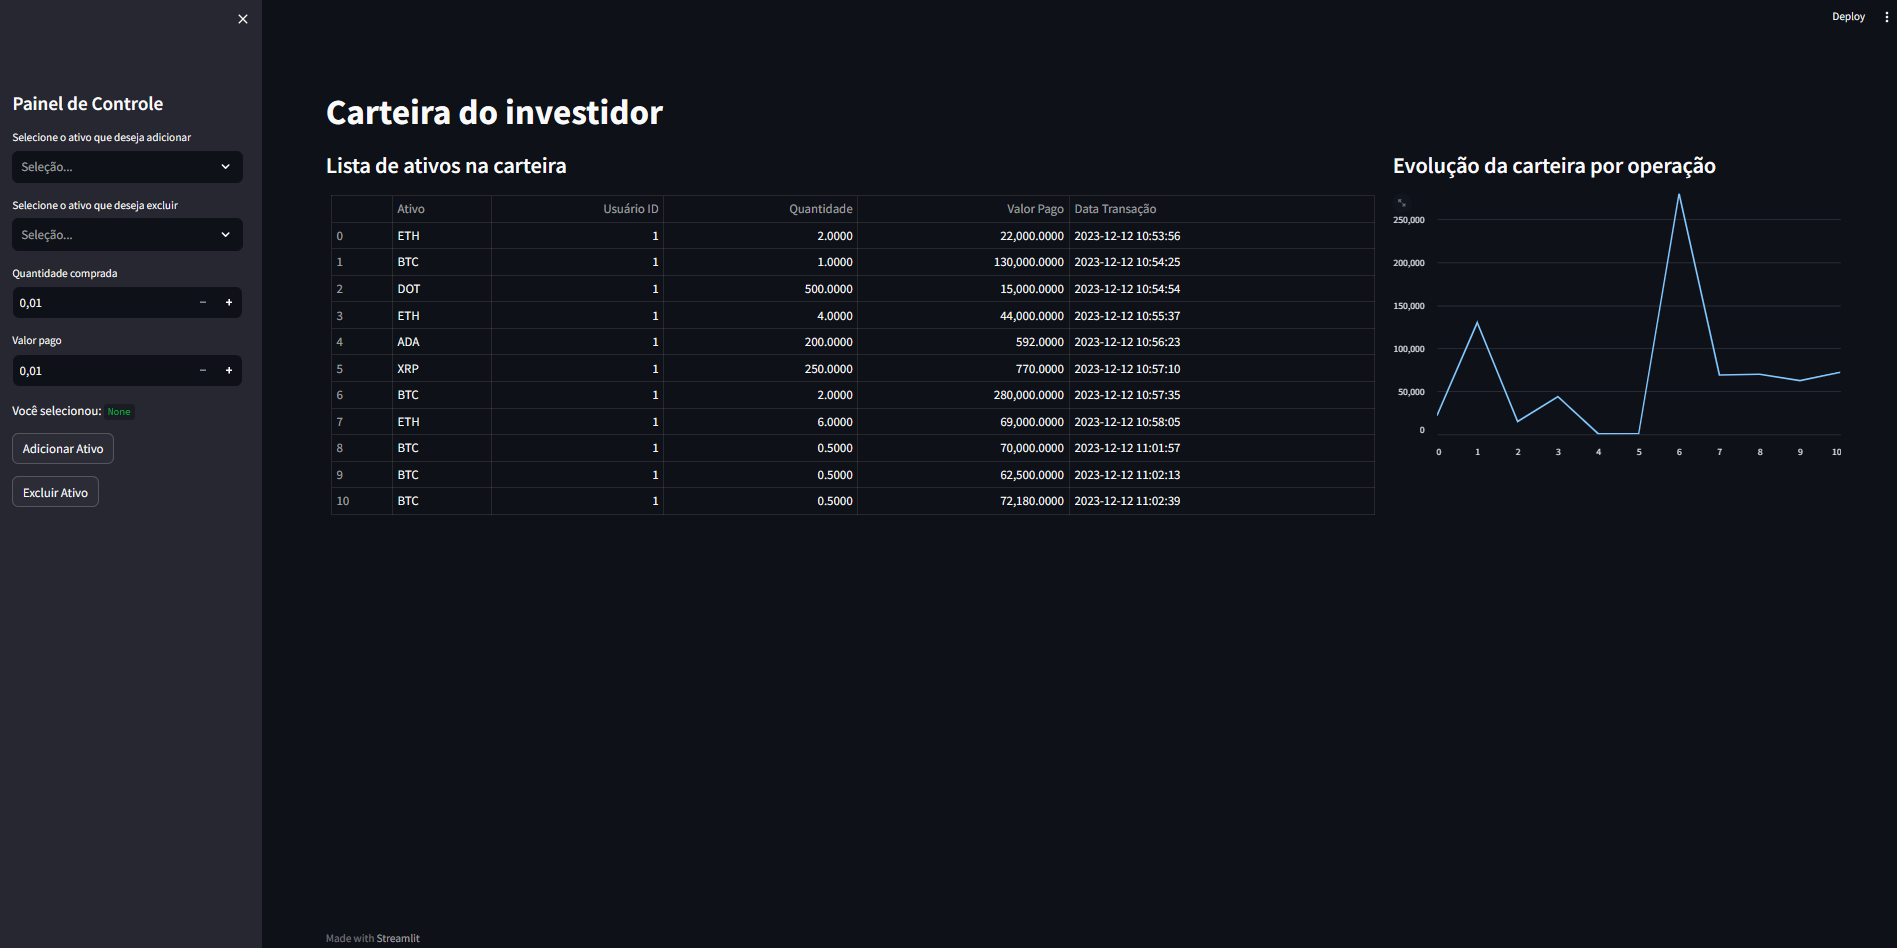 Deploy
Painel de Controle
Selecione o ativo que deseja adicionar
Seleção...
Selecione o ativo que deseja excluir
Seleção...
Quantidade comprada
0,01
Valor pago
0,01
Você selecionou: None
Adicionar Ativo
Excluir Ativo
Carteira do investidor
Lista de ativos na carteira
Ativo Usuário ID Quantidade Valor Pago Data Transação
0 ETH 1 2.0000 22,000.0000 2023-12-12 10:53:56
1 BTC 1 1.0000 130,000.0000 2023-12-12 10:54:25
2 DOT 1 500.0000 15,000.0000 2023-12-12 10:54:54
3 ETH 1 4.0000 44,000.0000 2023-12-12 10:55:37
4 ADA 1 200.0000 592.0000 2023-12-12 10:56:23
5 XRP 1 250.0000 770.0000 2023-12-12 10:57:10
6 BTC 1 2.0000 280,000.0000 2023-12-12 10:57:35
7 ETH 1 6.0000 69,000.0000 2023-12-12 10:58:05
8 BTC 1 0.5000 70,000.0000 2023-12-12 11:01:57
9 BTC 1 0.5000 62,500.0000 2023-12-12 11:02:13
10 BTC 1 0.5000 72,180.0000 2023-12-12 11:02:39
Evolução da carteira por operação
250,000
200,000
150,000
100,000
50,000
0
0 1 2 3 4 5 6 7 8 9 10
Made with Streamlit